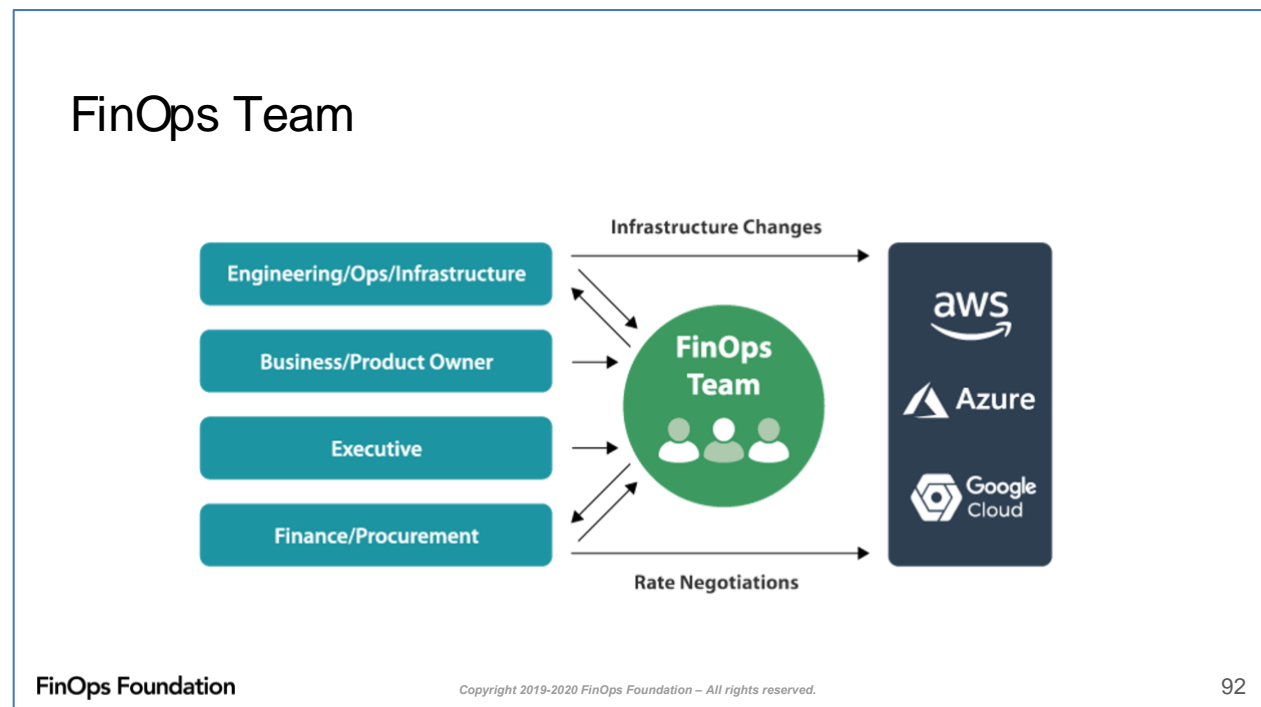 FinOps Team
Infrastructure Changes
Engineering/Ops/Infrastructure
Business/Product Owner
Executive
Finance/Procurement
FinOps
Team
aws
Azure
Google
Cloud
Rate Negotiations
FinOps Foundation
Copyright 2019-2020 FinOps Foundation – All rights reserved.
92